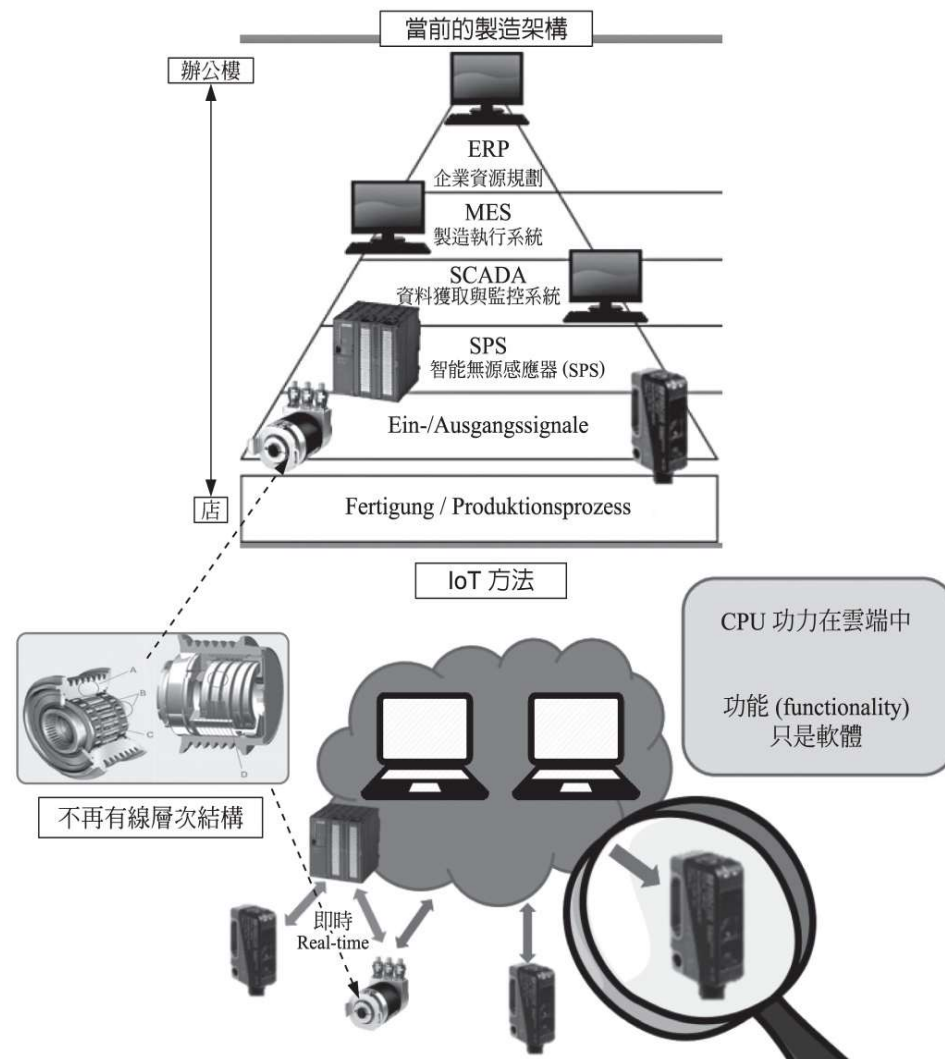 當前的製造架構
辦公樓
ERP
企業資源規劃
MES
製造執行系統
SCADA
資料獲取與監控系統
SPS
智能無源感應器 (SPS)
Ein-/Ausgangssignale
店
Fertigung / Produktionsprozess
IoT 方法
CPU 功力在雲端中
功能 (functionality)
只是軟體
A
B
C
D
不再有線層次結構
即時
Real-time